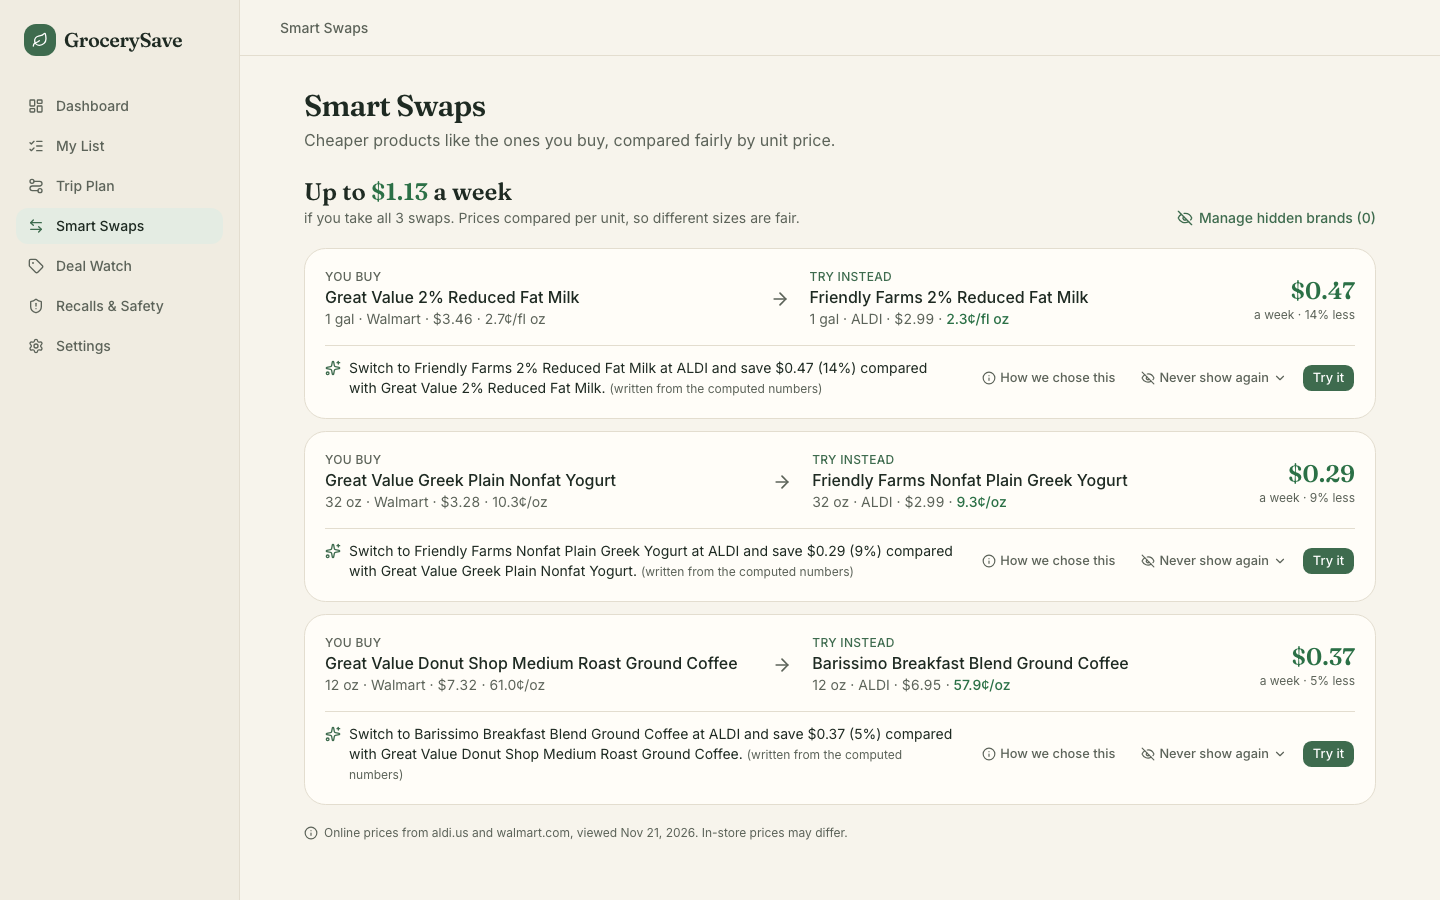 GrocerySave
Smart Swaps
Dashboard
My List
Trip Plan
Smart Swaps
Deal Watch
Recalls & Safety
Settings
Smart Swaps
Cheaper products like the ones you buy, compared fairly by unit price.
Up to $1.13 a week
if you take all 3 swaps. Prices compared per unit, so different sizes are fair.
Manage hidden brands (0)
YOU BUY
Great Value 2% Reduced Fat Milk
1 gal · Walmart · $3.46 · 2.7¢/fl oz
TRY INSTEAD
Friendly Farms 2% Reduced Fat Milk
1 gal · ALDI · $2.99 · 2.3¢/fl oz
$0.47
a week · 14% less
Switch to Friendly Farms 2% Reduced Fat Milk at ALDI and save $0.47 (14%) compared
with Great Value 2% Reduced Fat Milk. (written from the computed numbers)
How we chose this
Never show again
Try it
YOU BUY
Great Value Greek Plain Nonfat Yogurt
32 oz · Walmart · $3.28 · 10.3¢/oz
TRY INSTEAD
Friendly Farms Nonfat Plain Greek Yogurt
32 oz · ALDI · $2.99 · 9.3¢/oz
$0.29
a week · 9% less
Switch to Friendly Farms Nonfat Plain Greek Yogurt at ALDI and save $0.29 (9%) compared
with Great Value Greek Plain Nonfat Yogurt. (written from the computed numbers)
How we chose this
Never show again
Try it
YOU BUY
Great Value Donut Shop Medium Roast Ground Coffee
12 oz · Walmart · $7.32 · 61.0¢/oz
TRY INSTEAD
Barissimo Breakfast Blend Ground Coffee
12 oz · ALDI · $6.95 · 57.9¢/oz
$0.37
a week · 5% less
Switch to Barissimo Breakfast Blend Ground Coffee at ALDI and save $0.37 (5%) compared
with Great Value Donut Shop Medium Roast Ground Coffee. (written from the computed
numbers)
How we chose this
Never show again
Try it
Online prices from aldi.us and walmart.com, viewed Nov 21, 2026. In-store prices may differ.